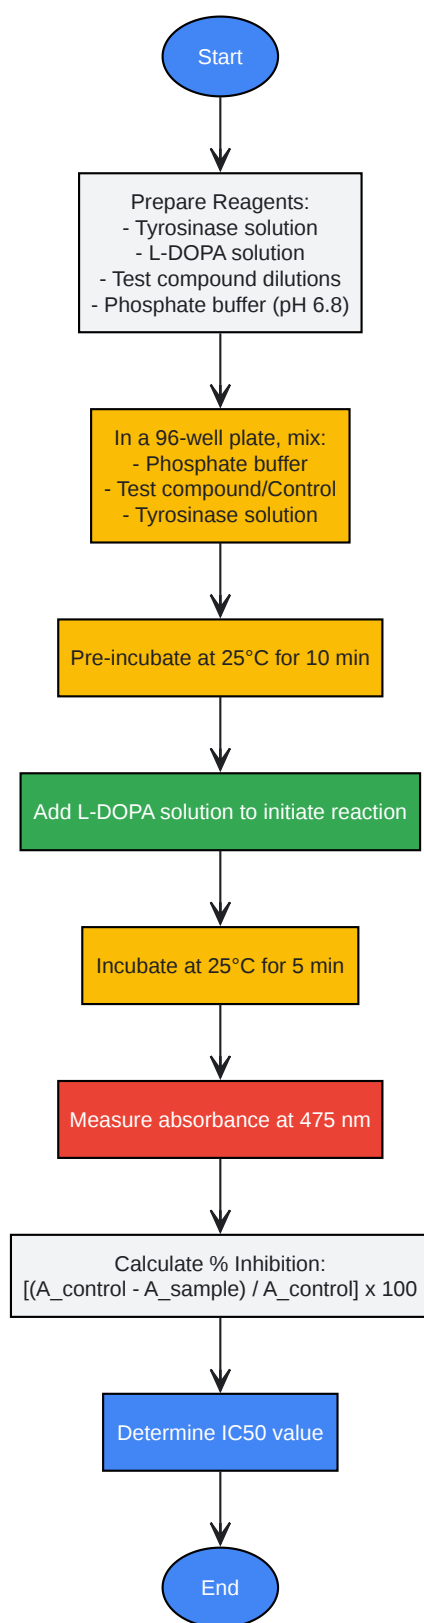 Start
Prepare Reagents:
- Tyrosinase solution
- L-DOPA solution
- Test compound dilutions
- Phosphate buffer (pH 6.8)
In a 96-well plate, mix:
- Phosphate buffer
- Test compound/Control
- Tyrosinase solution
Pre-incubate at 25°C for 10 min
Add L-DOPA solution to initiate reaction
Incubate at 25°C for 5 min
Measure absorbance at 475 nm
Calculate % Inhibition:
[(A_control - A_sample) / A_control] x 100
Determine IC50 value
End